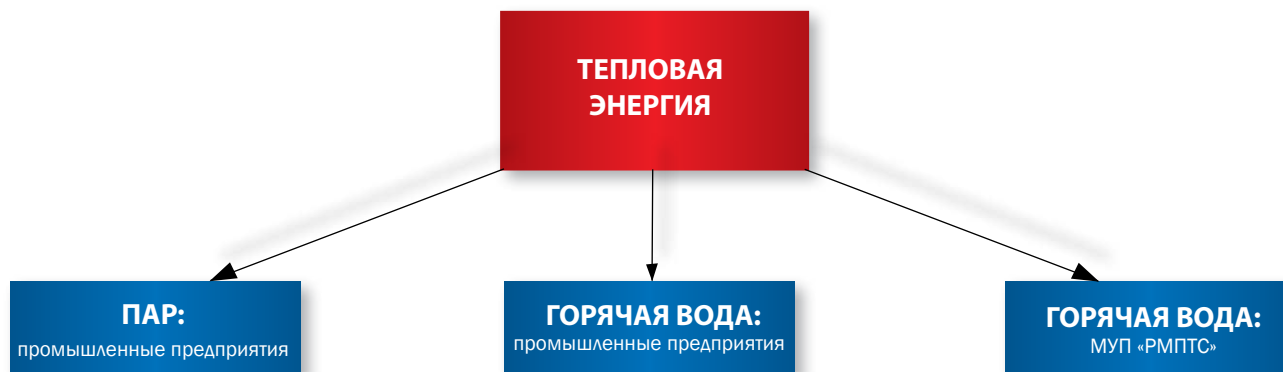 ТЕПЛОВАЯ
ЭНЕРГИЯ
ПАР:
промышленные предприятия
ГОРЯЧАЯ ВОДА:
промышленные предприятия
ГОРЯЧАЯ ВОДА:
МУП «РМПТС»